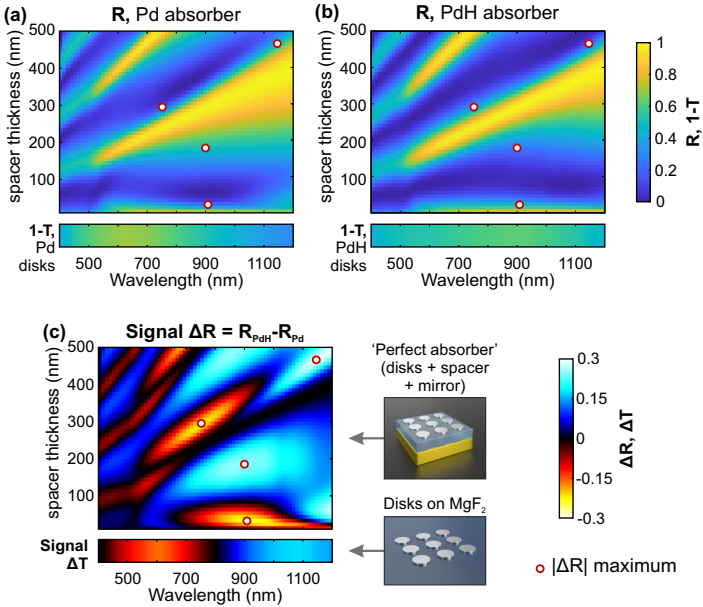 (a)
R, Pd absorber
spacer thickness (nm)
500
400
300
200
100
1-T,
Pd
disks
500 700 900 1100
Wavelength (nm)
(b)
R, PdH absorber
spacer thickness (nm)
500
400
300
200
100
1-T,
PdH
disks
500 700 900 1100
Wavelength (nm)
1
0.8
0.6
0.4
0.2
0
R, 1-T
(c)
Signal ΔR = R_PdH-R_Pd
spacer thickness (nm)
500
400
300
200
100
Signal
ΔT
500 700 900 1100
Wavelength (nm)
'Perfect absorber'
(disks + spacer
+ mirror)
Disks on MgF₂
0.3
0.15
0
-0.15
-0.3
ΔR, ΔT
|ΔR| maximum